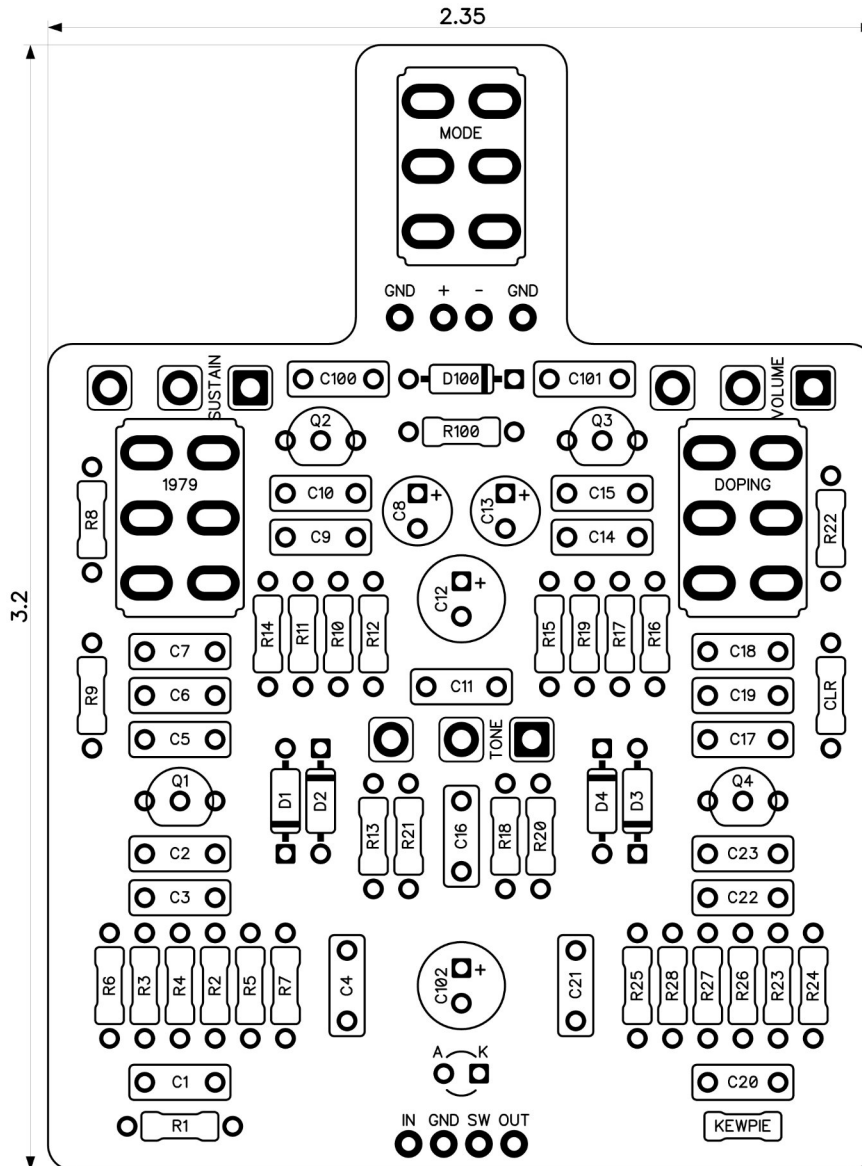 2.35
MODE
GND + - GND
SUSTAIN
C100
D100
C101
VOLUME
Q2
R100
Q3
1979
C10
C8 +
C13 +
C15
DOPING
R8
C9
C14
R22
3.2
C12 +
R14
R11
R10
R12
R15
R19
R17
R16
C7
C18
R9
C6
C11
C19
CLR
C5
TONE
C17
Q1
D1
D2
R13
R21
C16
R18
R20
D4
D3
Q4
C2
C23
C3
C22
R6
R3
R4
R2
R5
R7
C4
C102 +
C21
R25
R28
R27
R26
R23
R24
A K
C1
C20
R1
IN GND SW OUT
KEWPIE